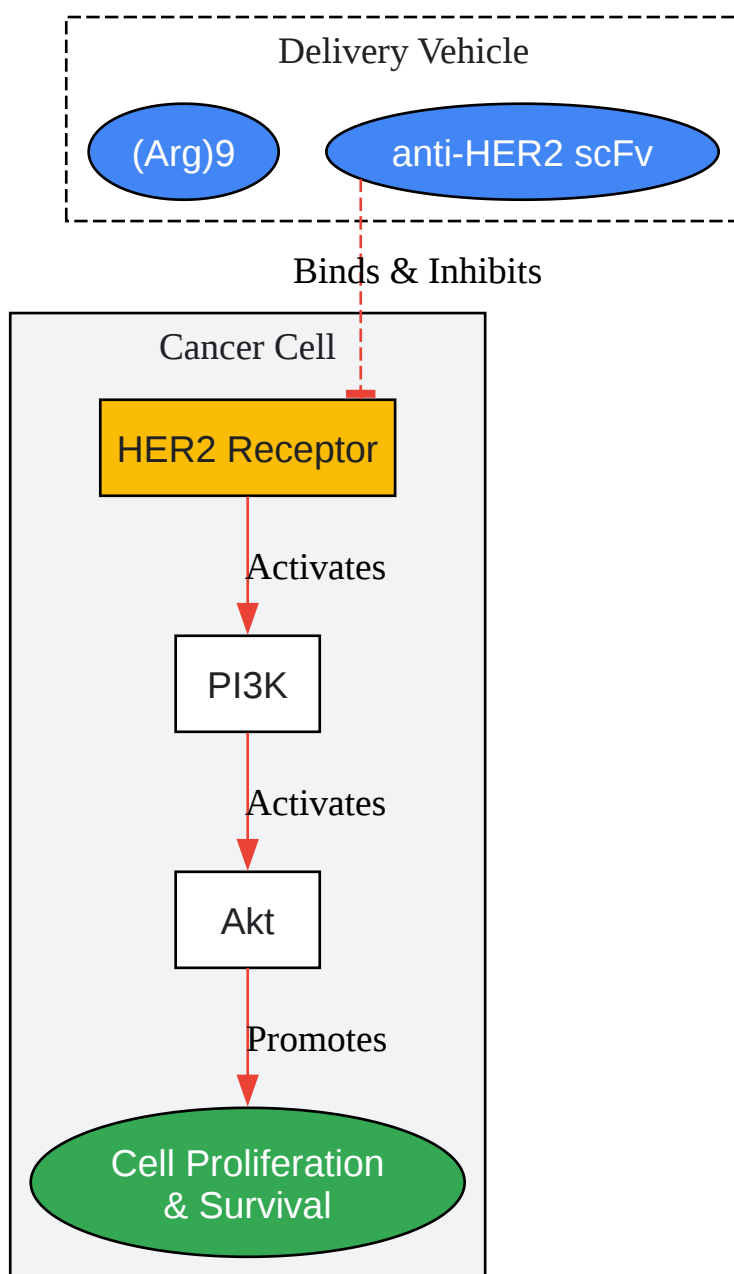 Delivery Vehicle
(Arg)9
anti-HER2 scFv
Binds & Inhibits
Cancer Cell
HER2 Receptor
Activates
PI3K
Activates
Akt
Promotes
Cell Proliferation
& Survival